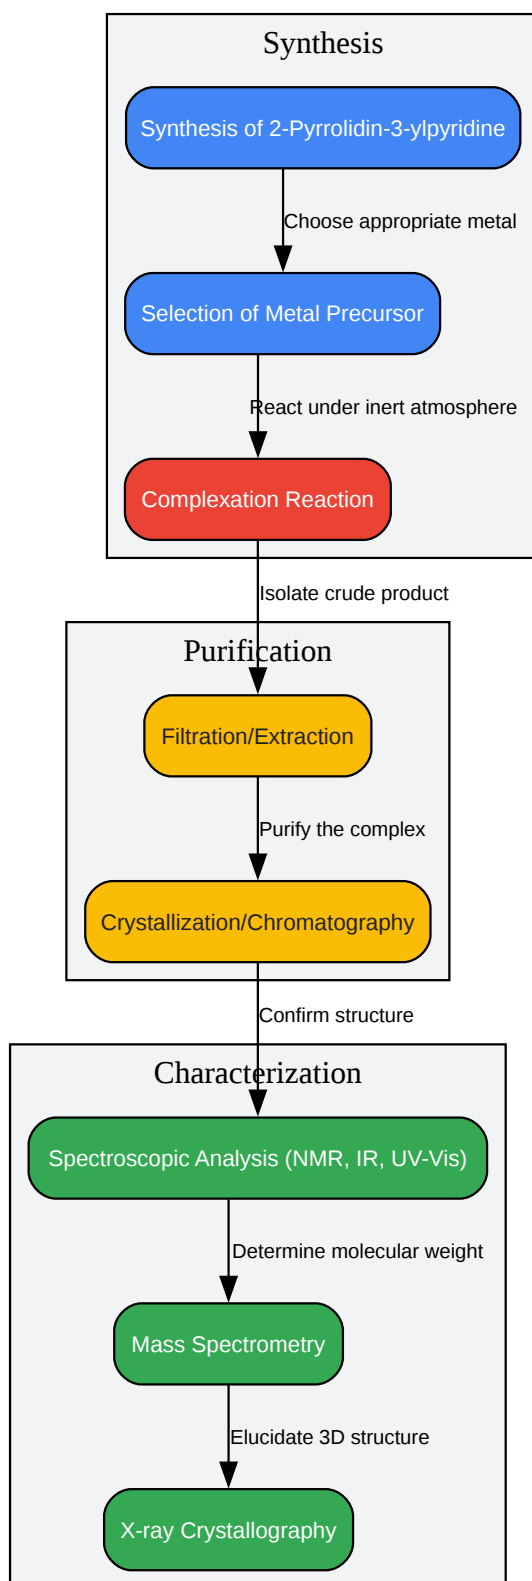 Synthesis
Synthesis of 2-Pyrrolidin-3-ylpyridine
Choose appropriate metal
Selection of Metal Precursor
React under inert atmosphere
Complexation Reaction
Isolate crude product
Purification
Filtration/Extraction
Purify the complex
Crystallization/Chromatography
Confirm structure
Characterization
Spectroscopic Analysis (NMR, IR, UV-Vis)
Determine molecular weight
Mass Spectrometry
Elucidate 3D structure
X-ray Crystallography